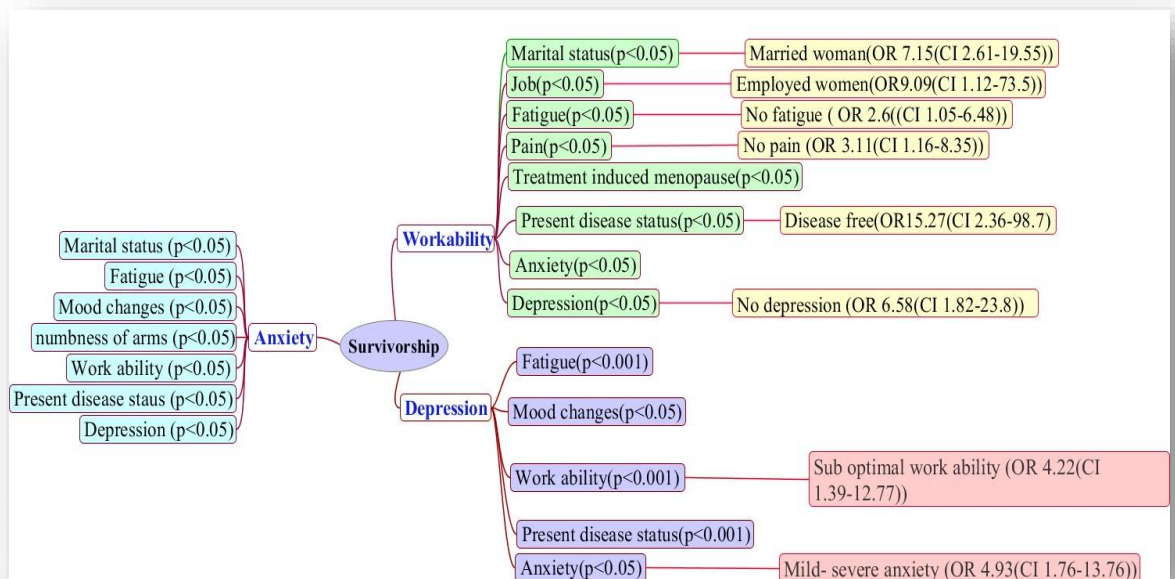 Marital status(p<0.05)
Married woman(OR 7.15(CI 2.61-19.55))
Job(p<0.05)
Employed women(OR9.09(CI 1.12-73.5))
Fatigue(p<0.05)
No fatigue ( OR 2.6((CI 1.05-6.48))
Pain(p<0.05)
No pain (OR 3.11(CI 1.16-8.35))
Treatment induced menopause(p<0.05)
Present disease status(p<0.05)
Disease free(OR15.27(CI 2.36-98.7)
Workability
Anxiety(p<0.05)
Depression(p<0.05)
No depression (OR 6.58(CI 1.82-23.8))
Marital status (p<0.05)
Fatigue (p<0.05)
Mood changes (p<0.05)
numbness of arms (p<0.05)
Work ability (p<0.05)
Present disease staus (p<0.05)
Depression (p<0.05)
Anxiety
Survivorship
Depression
Fatigue(p<0.001)
Mood changes(p<0.05)
Work ability(p<0.001)
Sub optimal work ability (OR 4.22(CI
1.39-12.77))
Present disease status(p<0.001)
Anxiety(p<0.05)
Mild- severe anxiety (OR 4.93(CI 1.76-13.76))